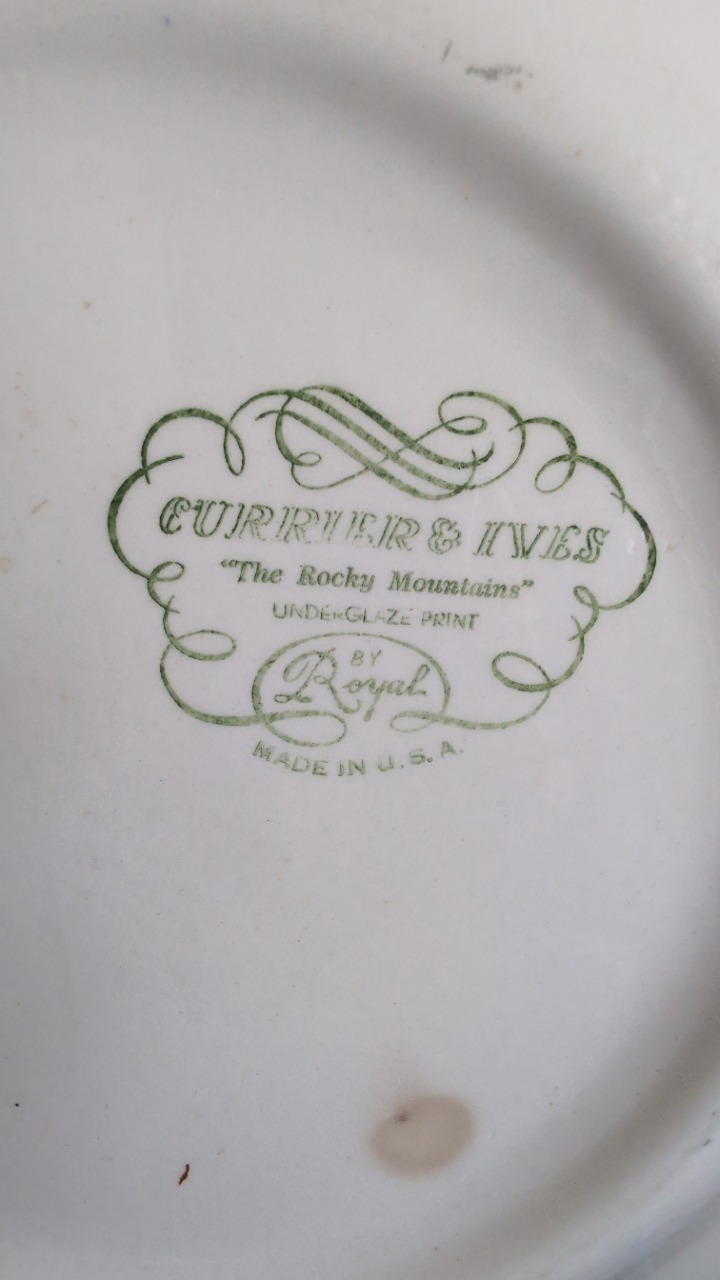 CURRIER & IVES
"The Rocky Mountains"
UNDERGLAZE PRINT
BY
Royal
MADE IN U.S.A.